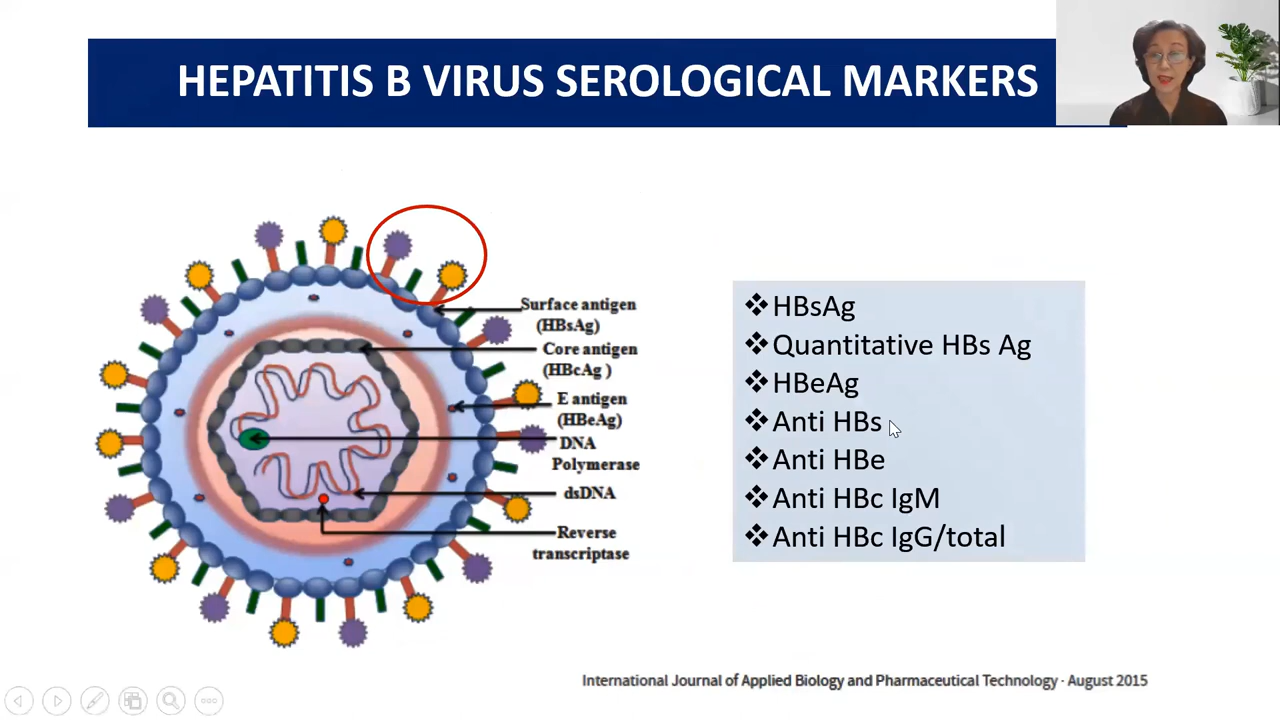 HEPATITIS B VIRUS SEROLOGICAL MARKERS
Surface antigen
(HBsAg)
Core antigen
(HBcAg )
E antigen
(HBeAg)
DNA
Polymerase
dsDNA
Reverse
transcriptase
❖HBsAg
❖Quantitative HBs Ag
❖HBeAg
❖Anti HBs
❖Anti HBe
❖Anti HBc IgM
❖Anti HBc IgG/total
International Journal of Applied Biology and Pharmaceutical Technology · August 2015